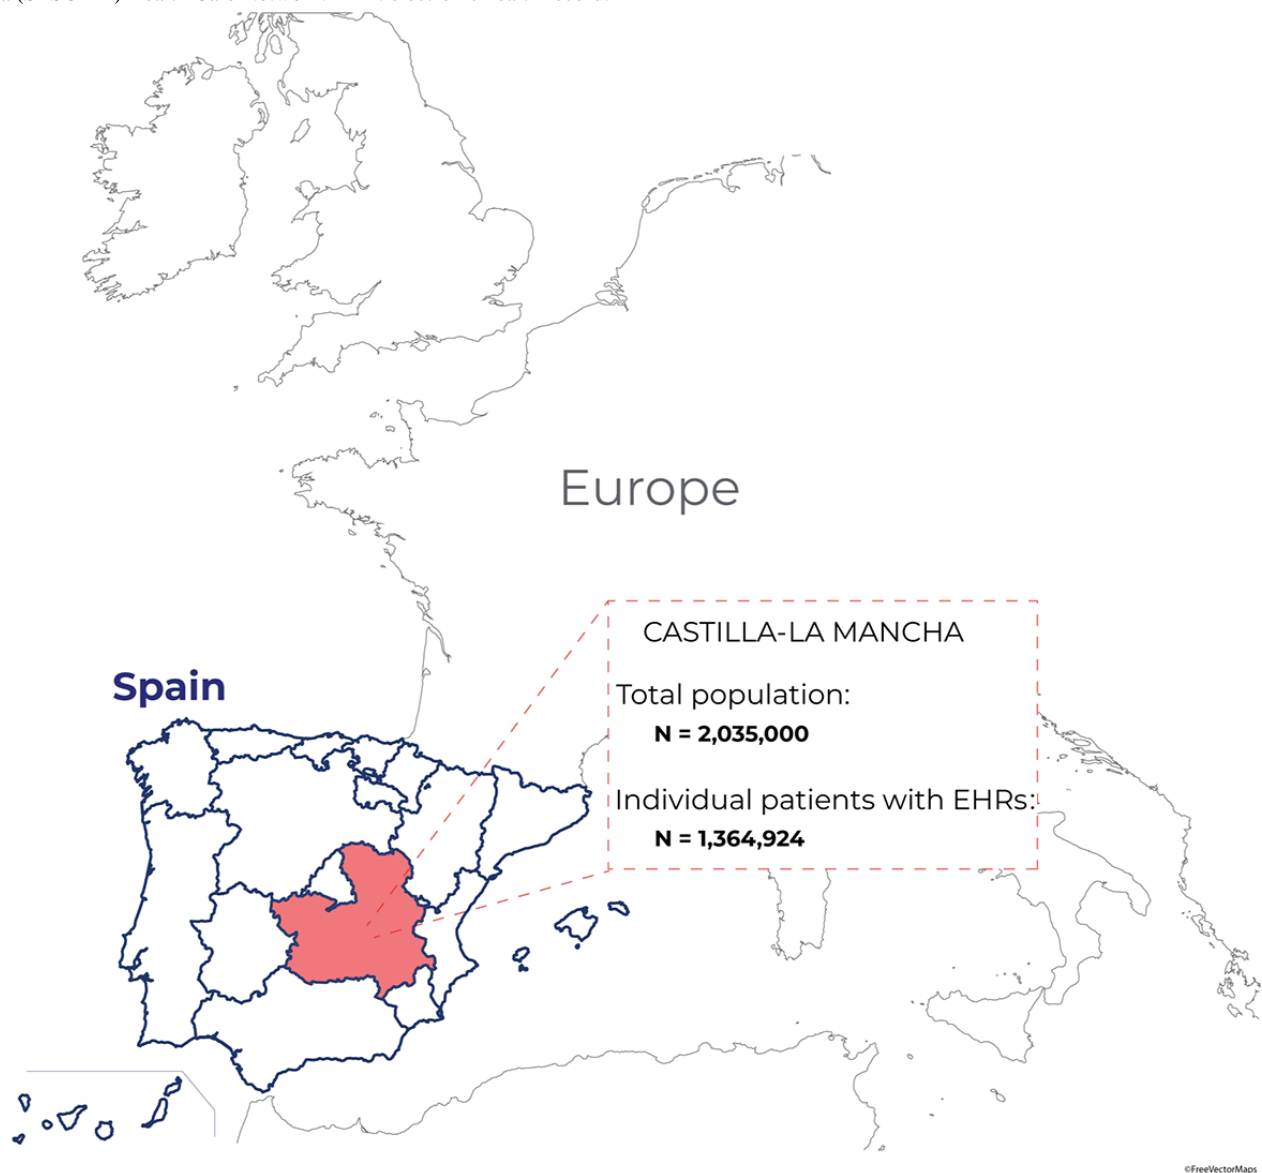 Europe
Spain
CASTILLA-LA MANCHA
Total population:
N = 2,035,000
Individual patients with EHRs:
N = 1,364,924
©FreeVectorMaps